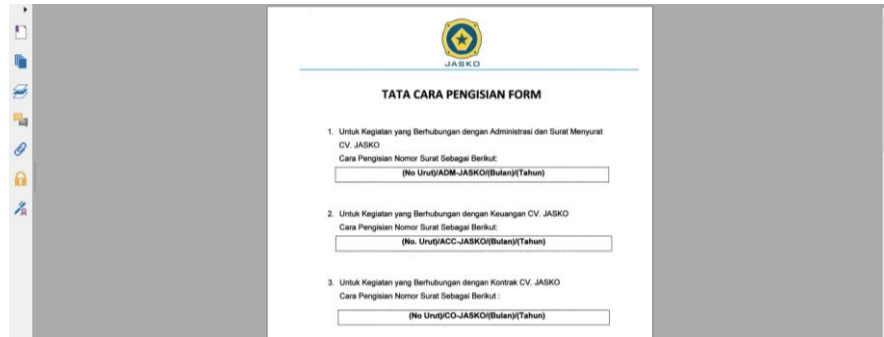 JASKO
TATA CARA PENGISIAN FORM
1. Untuk Kegiatan yang Berhubungan dengan Administrasi dan Surat Menyurat
CV. JASKO
Cara Pengisian Nomor Surat Sebagai Berikut:
(No Urut)/ADM-JASKO/(Bulan)/(Tahun)
2. Untuk Kegiatan yang Berhubungan dengan Keuangan CV. JASKO
Cara Pengisian Nomor Surat Sebagai Berikut:
(No. Urut)/ACC-JASKO/(Bulan)/(Tahun)
3. Untuk Kegiatan yang Berhubungan dengan Kontrak CV. JASKO
Cara Pengisian Nomor Surat Sebagai Berikut :
(No Urut)/CO-JASKO/(Bulan)/(Tahun)